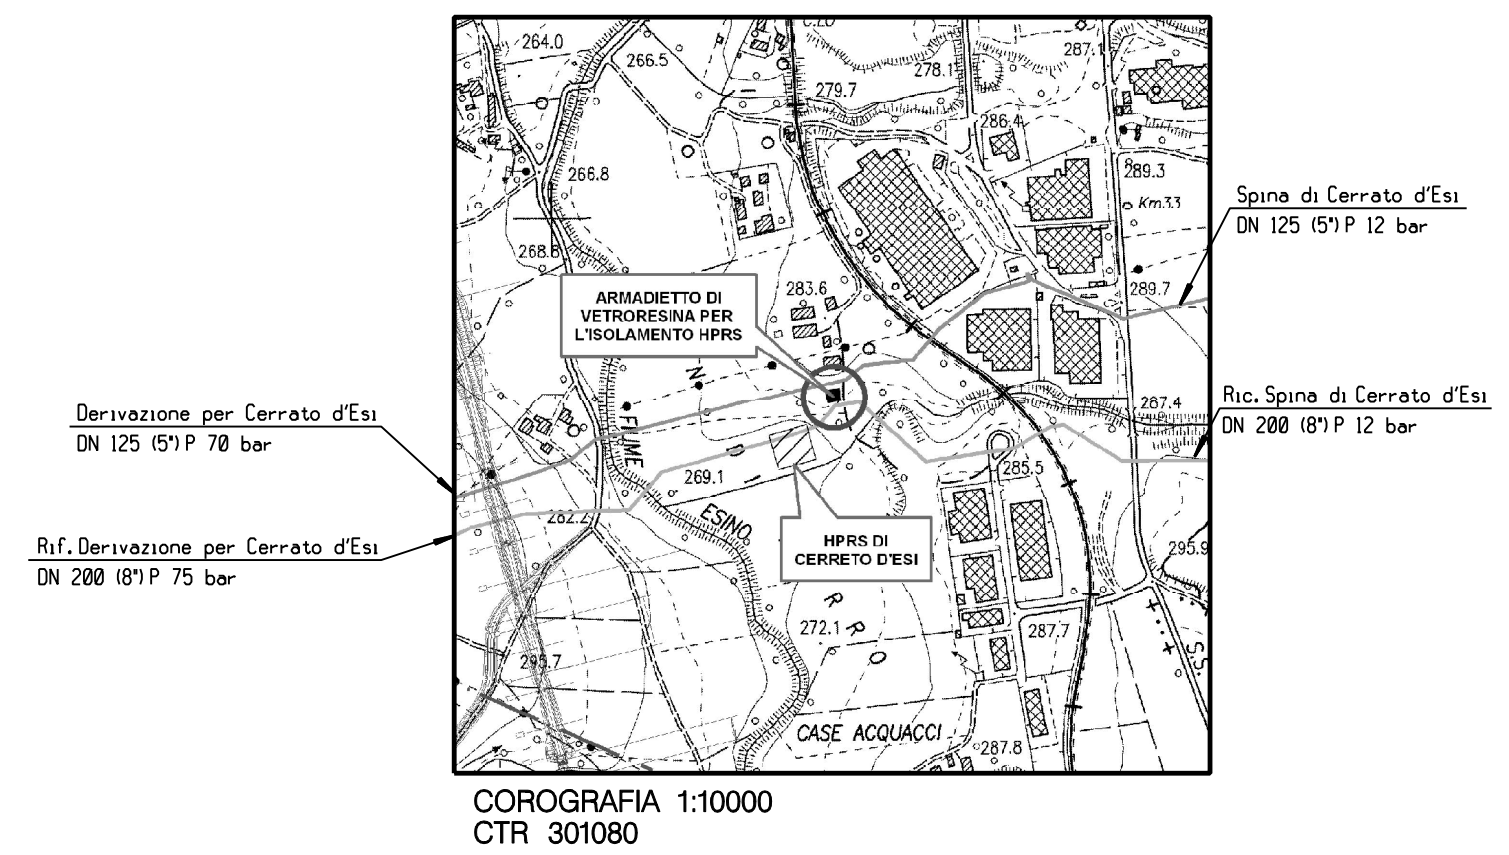 264.0
266.5
279.7
278.1
287.1
286.4
266.8
289.3
Km33
268.8
283.6
289.7
Spina di Cerrato d'Esi
DN 125 (5") P 12 bar
ARMADIETTO DI
VETRORESINA PER
L'ISOLAMENTO HPRS
N
Derivazione per Cerrato d'Esi
DN 125 (5") P 70 bar
FIUME
287.4
Ric. Spina di Cerrato d'Esi
DN 200 (8") P 12 bar
D
I
269.1
285.5
282.2
ESINO
HPRS DI
CERRETO D'ESI
295.9
Rif. Derivazione per Cerrato d'Esi
DN 200 (8") P 75 bar
R
R
O
272.1
287.7
295.7
S.S.
CASE ACQUACCI
287.8
COROGRAFIA 1:10000
CTR 301080